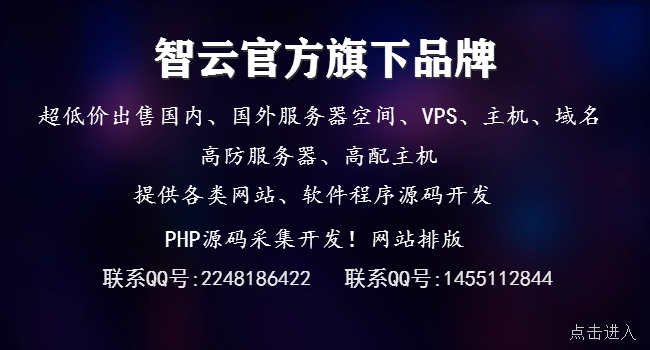 智云官方旗下品牌
超低价出售国内、国外服务器空间、VPS、主机、域名
高防服务器、高配主机
提供各类网站、软件程序源码开发
PHP源码采集开发！网站排版
联系QQ号:2248186422 联系QQ号:1455112844
点击进入